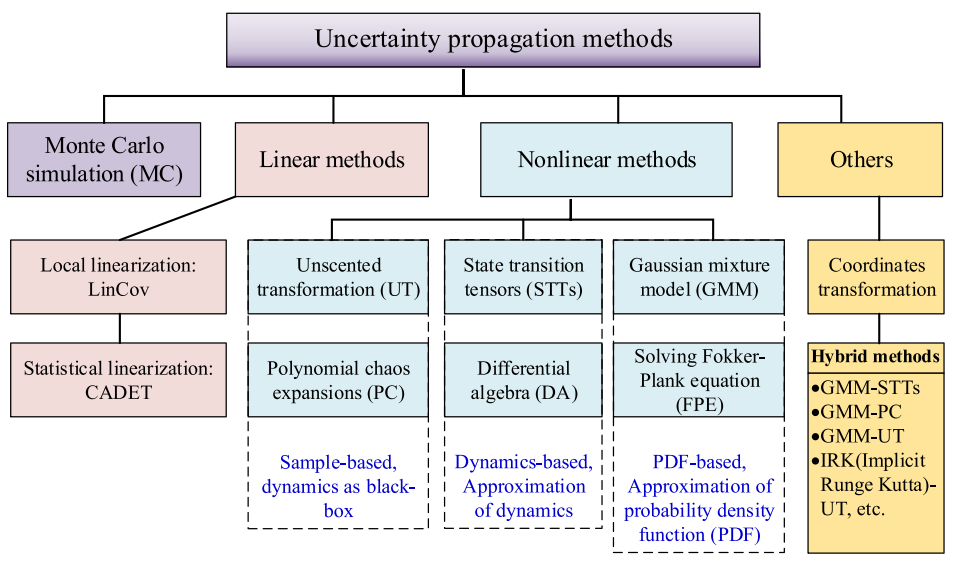 Uncertainty propagation methods
Monte Carlo
simulation (MC)
Linear methods
Nonlinear methods
Others
Local linearization:
LinCov
Unscented
transformation (UT)
State transition
tensors (STTs)
Gaussian mixture
model (GMM)
Coordinates
transformation
Statistical linearization:
CADET
Polynomial chaos
expansions (PC)
Differential
algebra (DA)
Solving Fokker-
Plank equation
(FPE)
Hybrid methods
•GMM-STTs
•GMM-PC
•GMM-UT
•IRK(Implicit
Runge Kutta)-
UT, etc.
Sample-based,
dynamics as black-
box
Dynamics-based,
Approximation
of dynamics
PDF-based,
Approximation of
probability density
function (PDF)